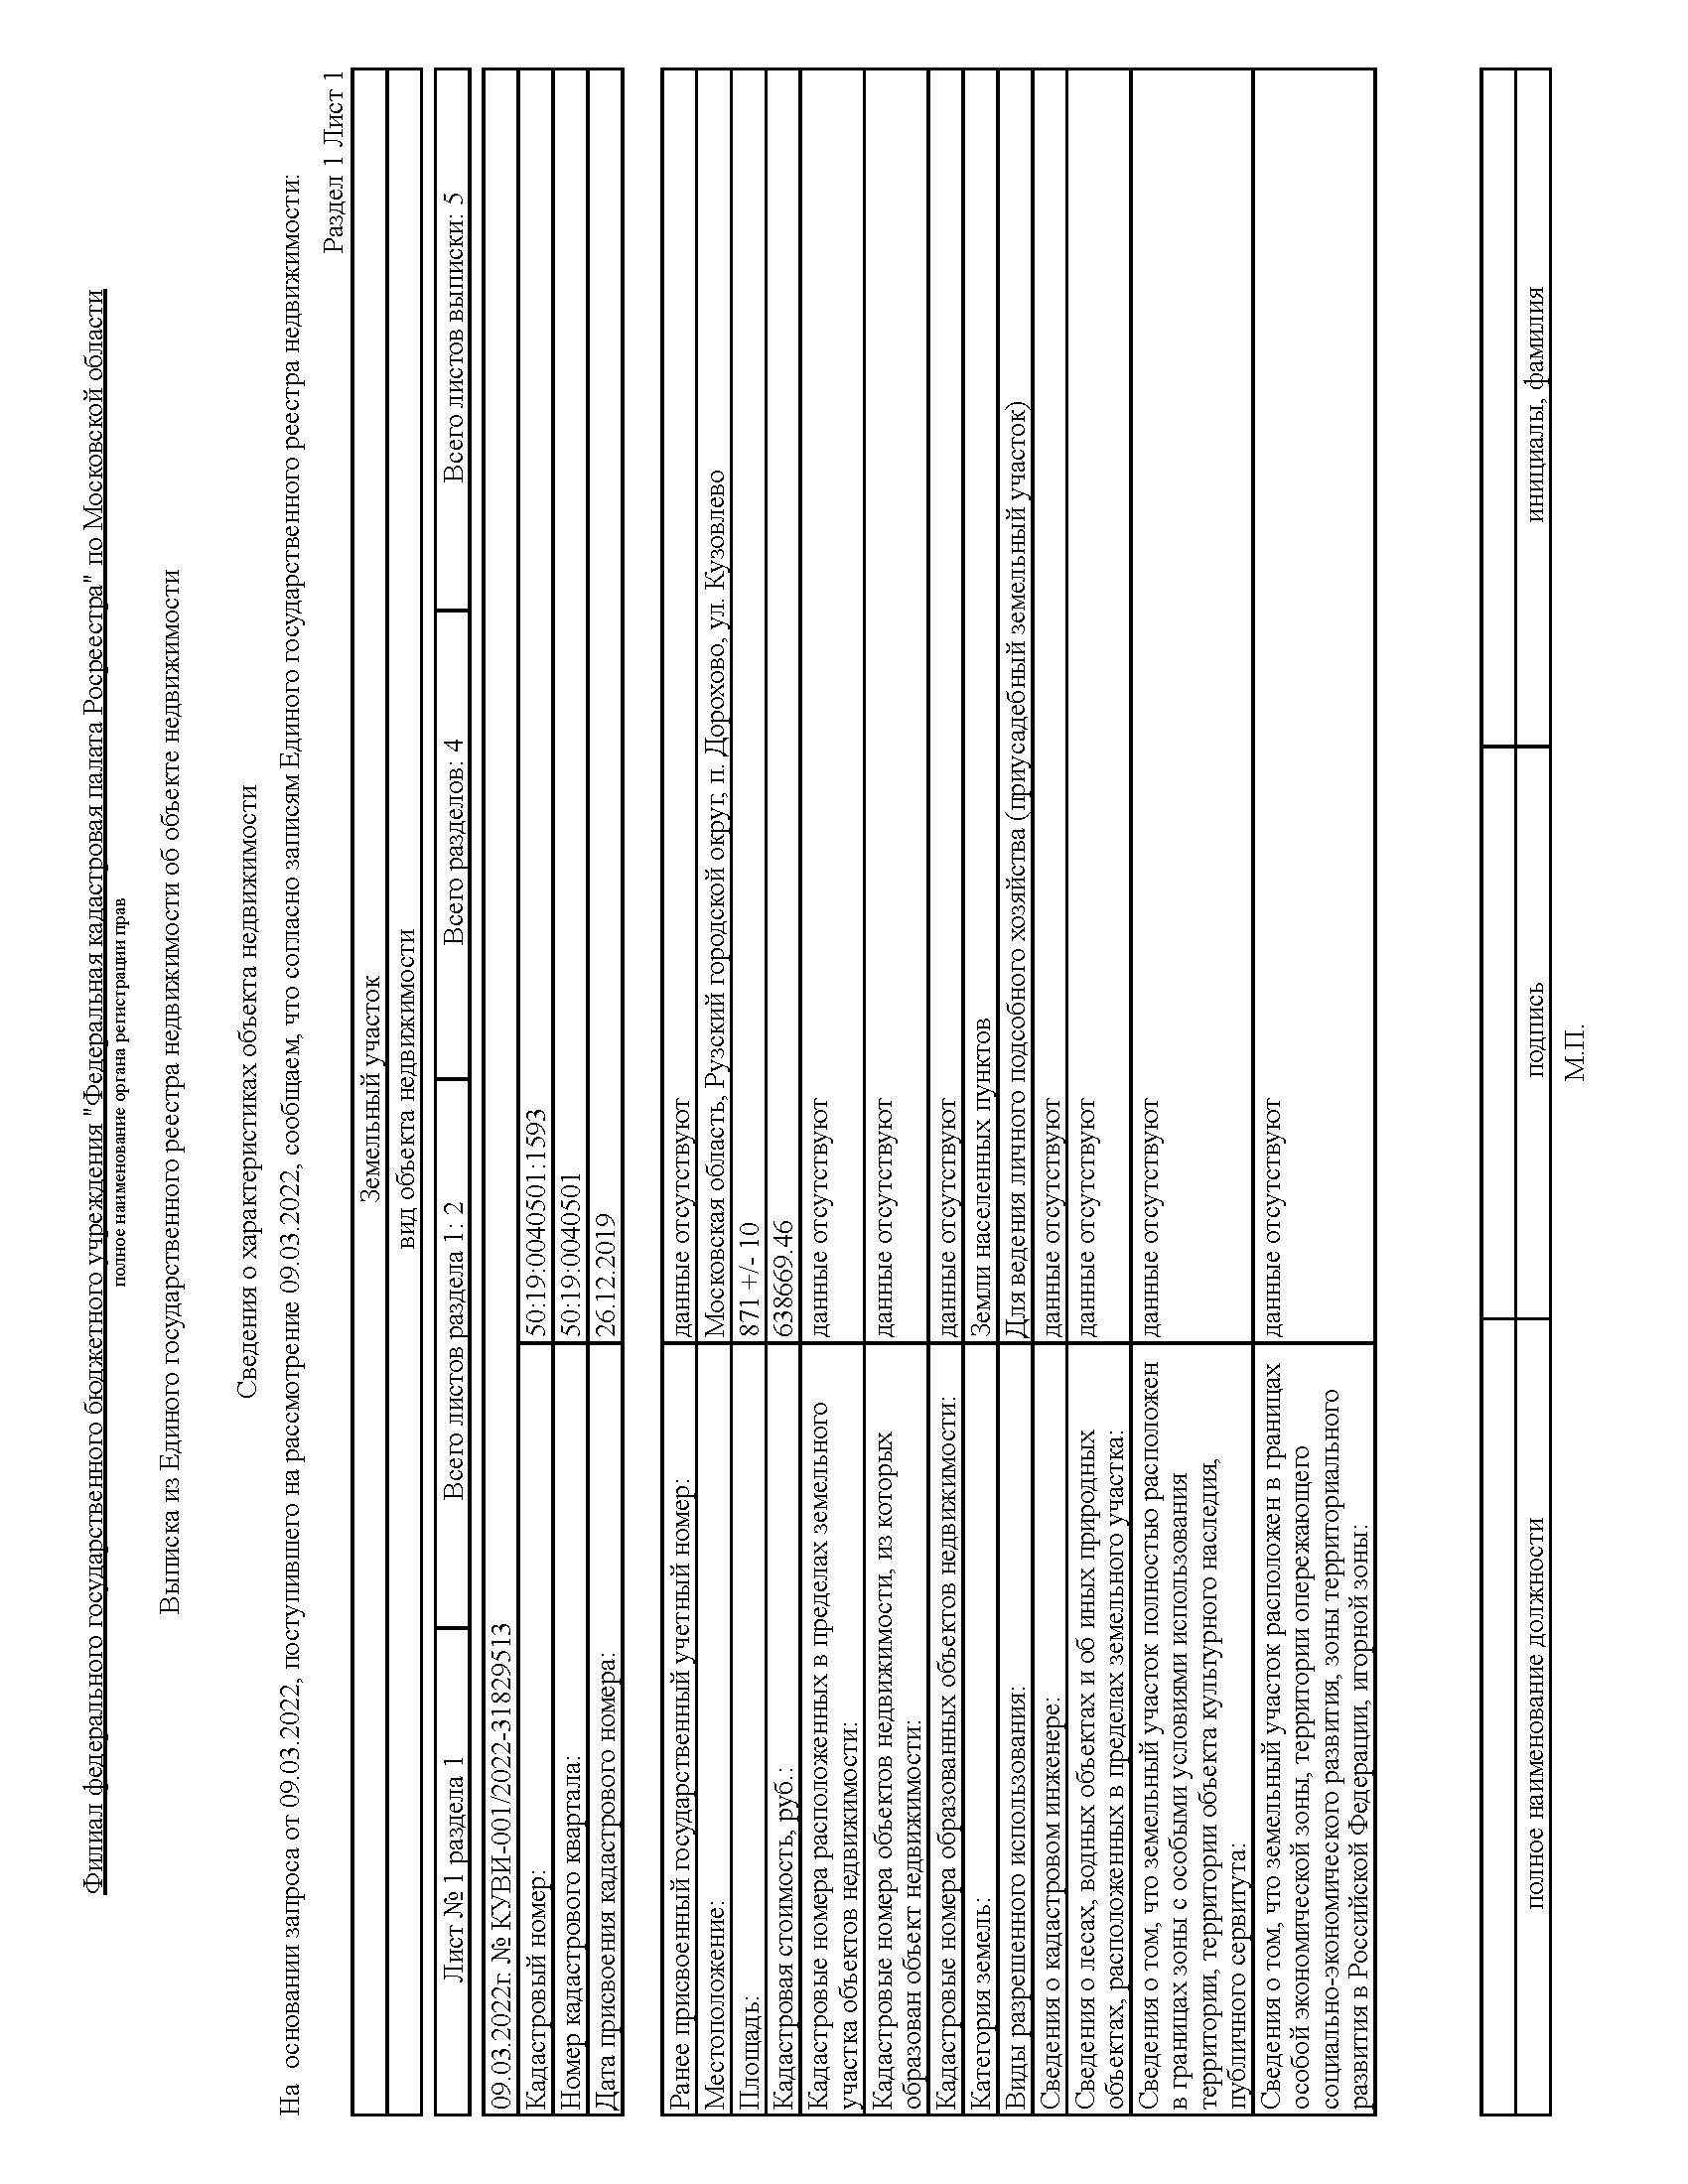 Филиал федерального государственного бюджетного учреждения "Федеральная кадастровая палата Росреестра" по Московской области
полное наименование органа регистрации прав
Выписка из Единого государственного реестра недвижимости об объекте недвижимости
Сведения о характеристиках объекта недвижимости
На основании запроса от 09.03.2022, поступившего на рассмотрение 09.03.2022, сообщаем, что согласно записям Единого государственного реестра недвижимости:
Раздел 1 Лист 1
Земельный участок
вид объекта недвижимости
Лист № 1 раздела 1 Всего листов раздела 1: 2 Всего разделов: 4 Всего листов выписки: 5
09.03.2022г. № КУВИ-001/2022-31829513
Кадастровый номер: 50:19:0040501:1593
Номер кадастрового квартала: 50:19:0040501
Дата присвоения кадастрового номера: 26.12.2019
Ранее присвоенный государственный учетный номер: данные отсутствуют
Местоположение: Московская область, Рузский городской округ, п. Дорохово, ул. Кузовлево
Площадь: 871 +/- 10
Кадастровая стоимость, руб.: 638669.46
Кадастровые номера расположенных в пределах земельного данные отсутствуют
участка объектов недвижимости:
Кадастровые номера объектов недвижимости, из которых данные отсутствуют
образован объект недвижимости:
Кадастровые номера образованных объектов недвижимости: данные отсутствуют
Категория земель: Земли населенных пунктов
Виды разрешенного использования: Для ведения личного подсобного хозяйства (приусадебный земельный участок)
Сведения о кадастровом инженере: данные отсутствуют
Сведения о лесах, водных объектах и об иных природных данные отсутствуют
объектах, расположенных в пределах земельного участка:
Сведения о том, что земельный участок полностью расположен данные отсутствуют
в границах зоны с особыми условиями использования
территории, территории объекта культурного наследия,
публичного сервитута:
Сведения о том, что земельный участок расположен в границах данные отсутствуют
особой экономической зоны, территории опережающего
социально-экономического развития, зоны территориального
развития в Российской Федерации, игорной зоны:
полное наименование должности подпись инициалы, фамилия
М.П.